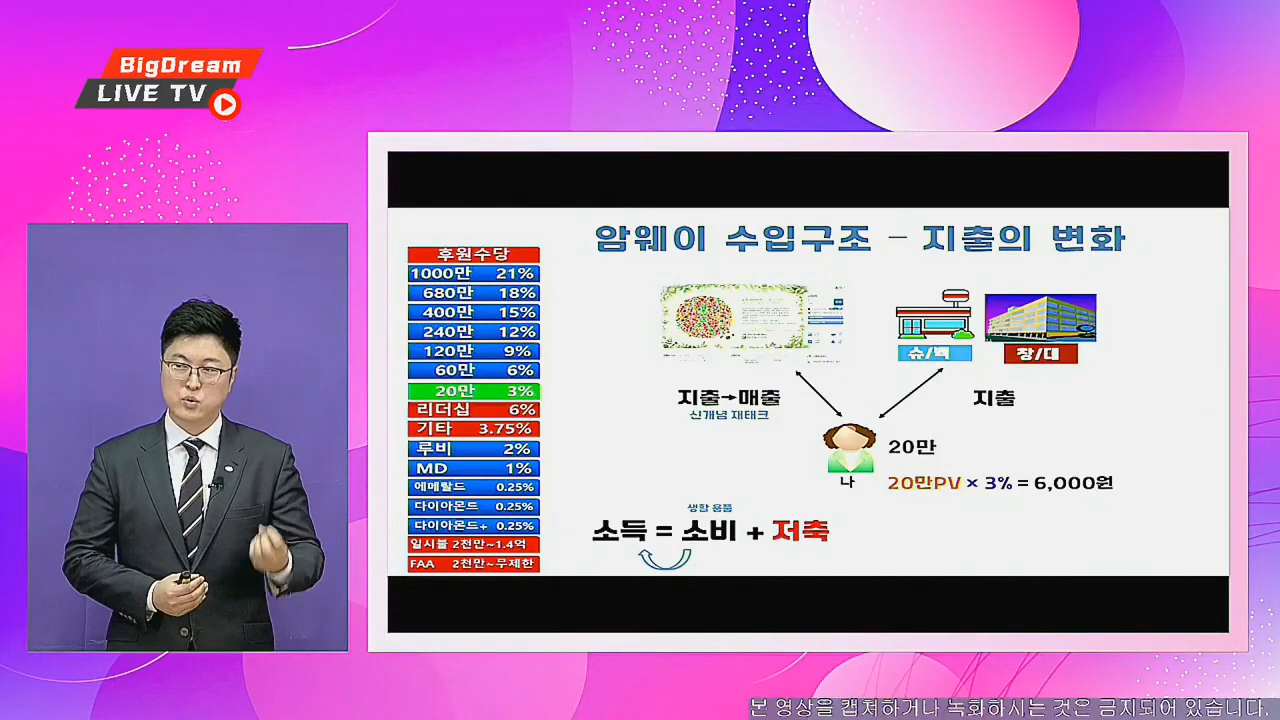 BigDream
LIVE TV
암웨이 수입구조 - 지출의 변화
후원수당
1000만 21%
680만 18%
400만 15%
240만 12%
120만 9%
60만 6%
20만 3%
리더십 6%
기타 3.75%
루비 2%
MD 1%
에메랄드 0.25%
다이아몬드 0.25%
다이아몬드+ 0.25%
일시불 2천만~1.4억
FAA 2천만~무제한
슈/백
창/대
지출→매출
신개념 재테크
지출
20만
나
20만PV × 3% = 6,000원
생활 용품
소득 = 소비 + 저축
본 영상을 캡쳐하거나 녹화하시는 것은 금지되어 있습니다.